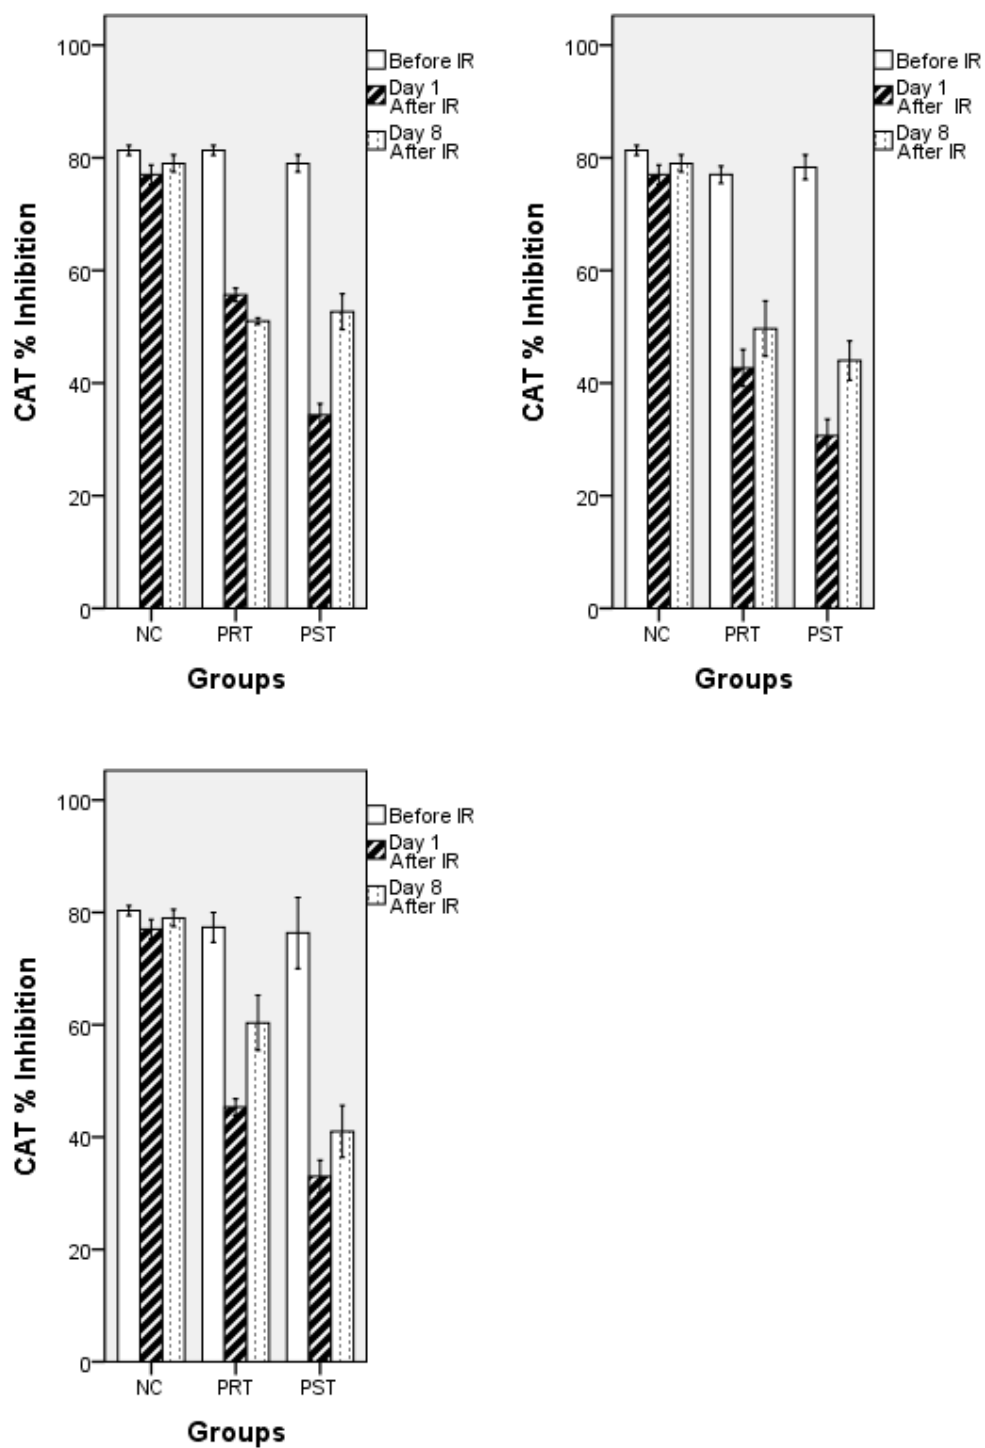 100
80
60
40
20
0
CAT % Inhibition
NC PRT PST
Groups
Before IR
Day 1
After IR
Day 8
After IR
100
80
60
40
20
0
CAT % Inhibition
NC PRT PST
Groups
Before IR
Day 1
After IR
Day 8
After IR
100
80
60
40
20
0
CAT % Inhibition
NC PRT PST
Groups
Before IR
Day 1
After IR
Day 8
After IR